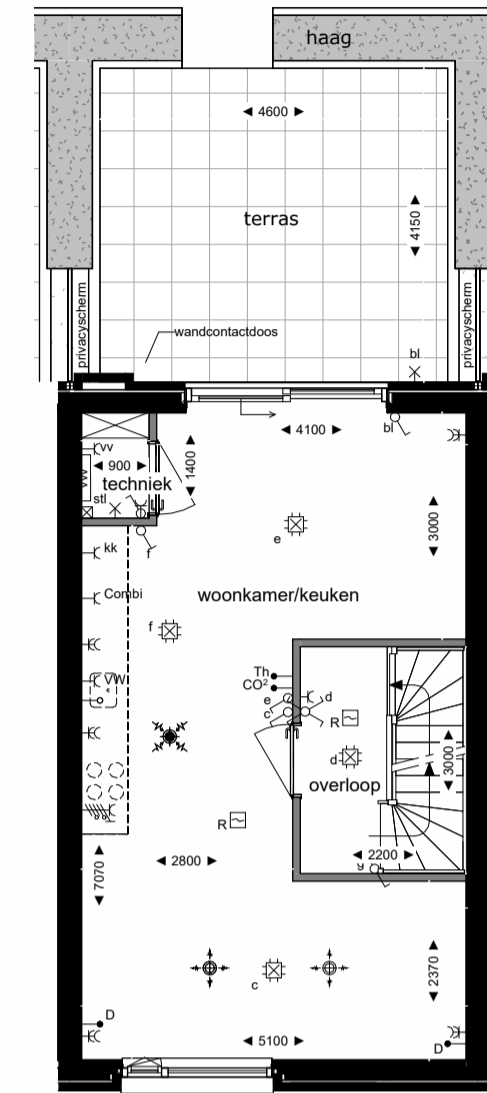 haag
4600
terras
4150
privacyscherm
privacyscherm
wandcontactdoos
bl
4100
bl
vv
900
1400
VW
techniek
stl
e
3000
kk
f
Combi
woonkamer/keuken
f
Th
CO²
VW
e
d
c
R
d
3000
overloop
R
2800
2200
7070
g
c
2370
D
5100
D